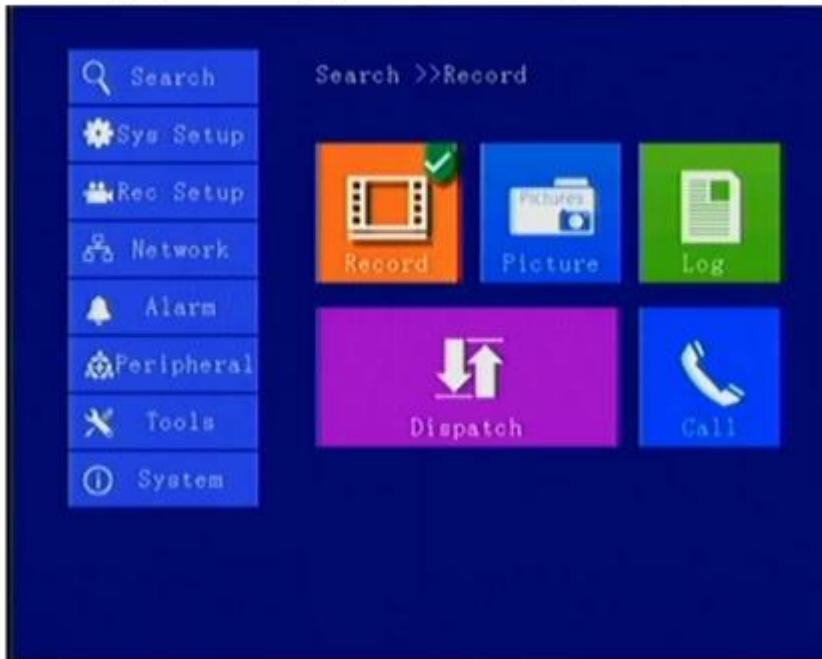 Search
Sys Setup
Rec Setup
Network
Alarm
Peripheral
Tools
System
Search >>Record
Record
Pictures
Picture
Log
Dispatch
Call